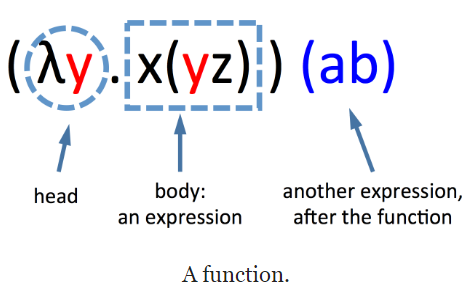 (λy.x(yz))(ab)
head
body:
an expression
another expression,
after the function
A function.